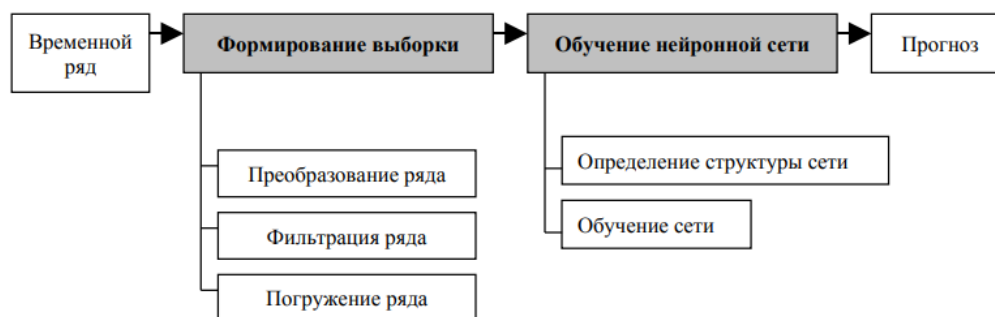 Временной
ряд
Формирование выборки
Обучение нейронной сети
Прогноз
Преобразование ряда
Фильтрация ряда
Погружение ряда
Определение структуры сети
Обучение сети